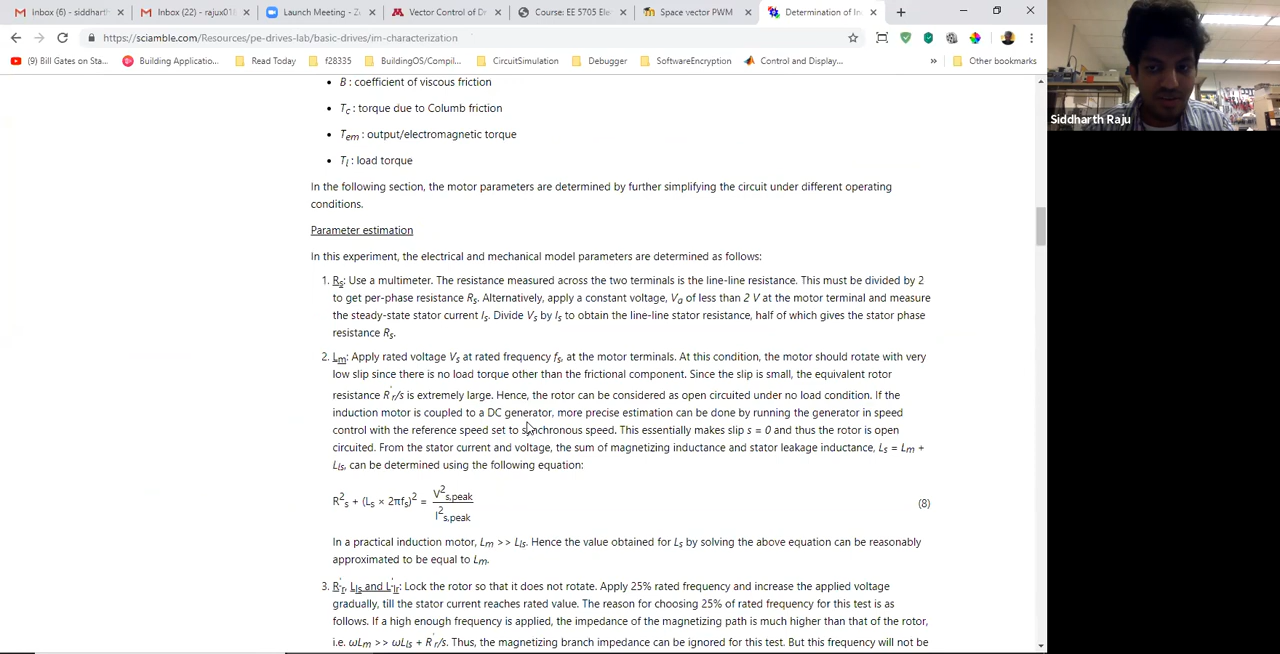 Inbox (6) - siddharth
Inbox (22) - rajux018
Launch Meeting - Z
Vector Control of Dr
Course: EE 5705 Ele
Space vector PWM
Determination of In
https://sciamble.com/Resources/pe-drives-lab/basic-drives/im-characterization
(9) Bill Gates on Sta...
Building Applicatio...
Read Today
f28335
BuildingOS/Compil...
CircuitSimulation
Debugger
SoftwareEncryption
Control and Display...
»
Other bookmarks
Siddharth Raju
• B : coefficient of viscous friction
• Tc : torque due to Columb friction
• Tem : output/electromagnetic torque
• Tl : load torque
In the following section, the motor parameters are determined by further simplifying the circuit under different operating
conditions.
Parameter estimation
In this experiment, the electrical and mechanical model parameters are determined as follows:
1. Rs: Use a multimeter. The resistance measured across the two terminals is the line-line resistance. This must be divided by 2
to get per-phase resistance Rs. Alternatively, apply a constant voltage, Va of less than 2 V at the motor terminal and measure
the steady-state stator current Is. Divide Vs by Is to obtain the line-line stator resistance, half of which gives the stator phase
resistance Rs.
2. Lm: Apply rated voltage Vs at rated frequency fs, at the motor terminals. At this condition, the motor should rotate with very
low slip since there is no load torque other than the frictional component. Since the slip is small, the equivalent rotor
resistance R'r/s is extremely large. Hence, the rotor can be considered as open circuited under no load condition. If the
induction motor is coupled to a DC generator, more precise estimation can be done by running the generator in speed
control with the reference speed set to synchronous speed. This essentially makes slip s = 0 and thus the rotor is open
circuited. From the stator current and voltage, the sum of magnetizing inductance and stator leakage inductance, Ls = Lm +
Lls, can be determined using the following equation:
R²s + (Ls × 2πfs)² = V²s,peak / I²s,peak (8)
In a practical induction motor, Lm >> Lls. Hence the value obtained for Ls by solving the above equation can be reasonably
approximated to be equal to Lm.
3. R'r, Lls and L'lr: Lock the rotor so that it does not rotate. Apply 25% rated frequency and increase the applied voltage
gradually, till the stator current reaches rated value. The reason for choosing 25% of rated frequency for this test is as
follows. If a high enough frequency is applied, the impedance of the magnetizing path is much higher than that of the rotor,
i.e. ωLm >> ωLls + R'r/s. Thus, the magnetizing branch impedance can be ignored for this test. But this frequency will not be